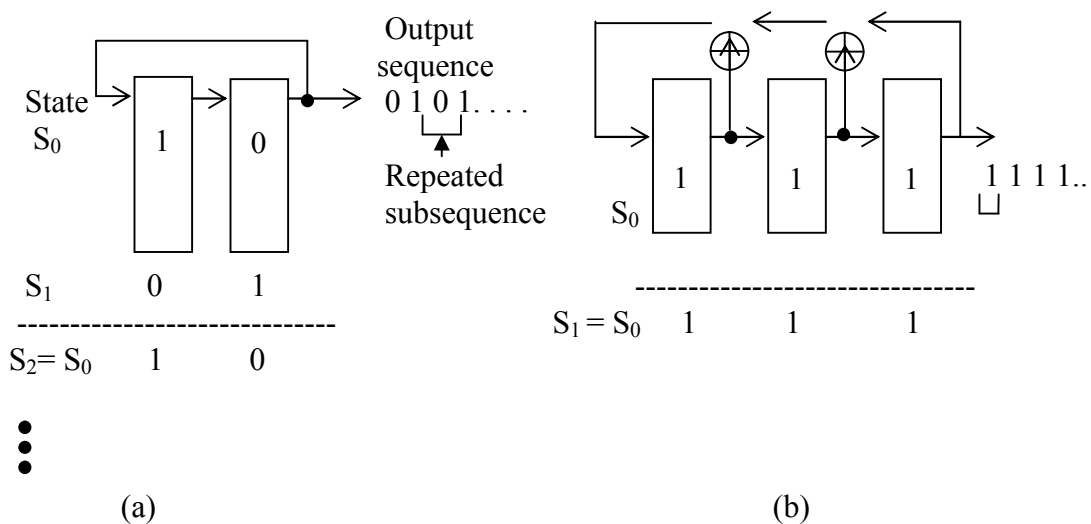 Output
sequence
0 1 0 1. . . .
State
S₀
1 0
Repeated
subsequence
S₁ 0 1
-------------------------------
S₂= S₀ 1 0
(a)
1 1 1
1 1 1 1..
S₀
---------------------------------
S₁ = S₀ 1 1 1
(b)